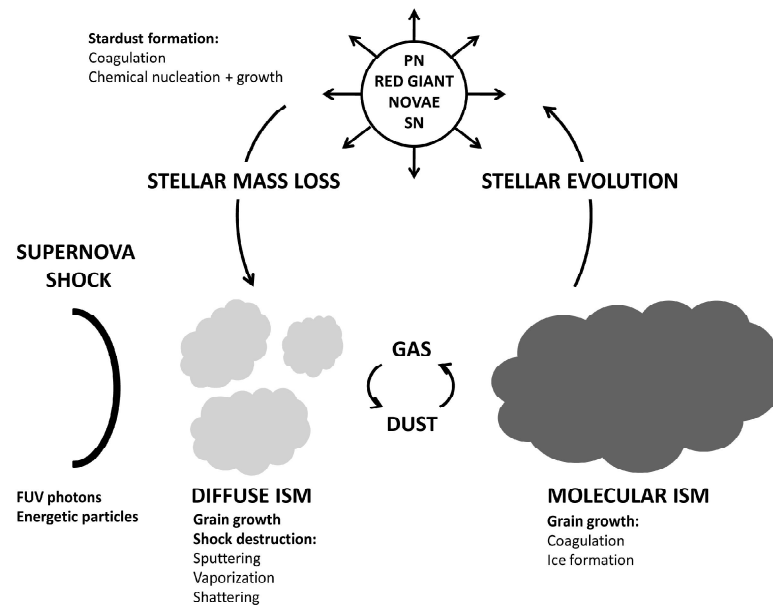 Stardust formation:
Coagulation
Chemical nucleation + growth
PN
RED GIANT
NOVAE
SN
STELLAR MASS LOSS
STELLAR EVOLUTION
SUPERNOVA
SHOCK
GAS
DUST
FUV photons
Energetic particles
DIFFUSE ISM
Grain growth
Shock destruction:
Sputtering
Vaporization
Shattering
MOLECULAR ISM
Grain growth:
Coagulation
Ice formation